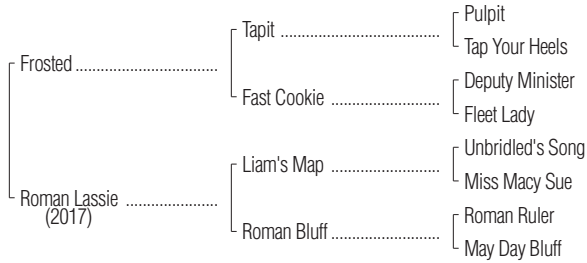 Pulpit
Tapit ................................................
Tap Your Heels
Frosted ...........................................
Deputy Minister
Fast Cookie .................................
Fleet Lady
Unbridled's Song
Liam's Map .................................
Miss Macy Sue
Roman Lassie ...........................
(2017)
Roman Ruler
Roman Bluff .................................
May Day Bluff